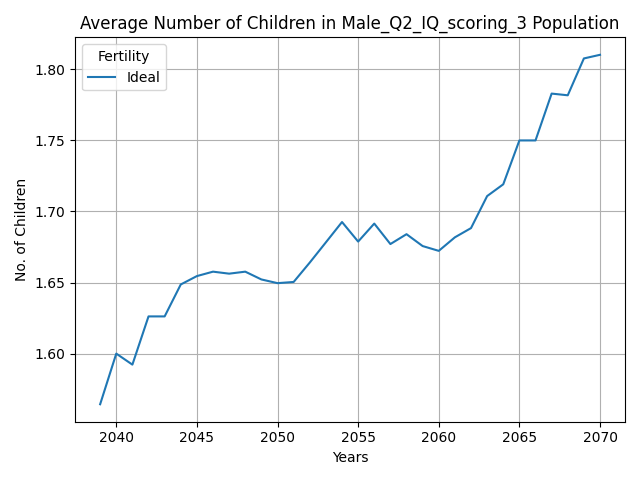 Average Number of Children in Male_Q2_IQ_scoring_3 Population
Fertility
Ideal
1.80
1.75
1.70
1.65
1.60
No. of Children
2040 2045 2050 2055 2060 2065 2070
Years